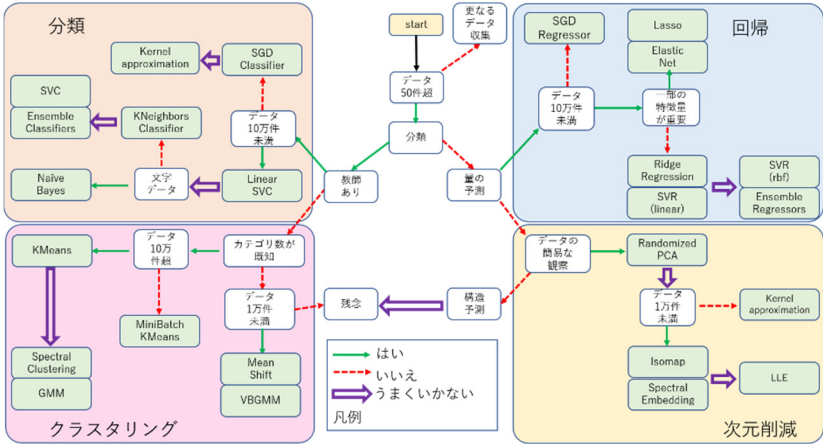 分類
Kernel
approximation
SGD
Classifier
SVC
Ensemble
Classifiers
KNeighbors
Classifier
データ
10万件
未満
Naïve
Bayes
文字
データ
Linear
SVC
start
更なる
データ
収集
データ
50件超
分類
教師
あり
量の
予測
回帰
SGD
Regressor
Lasso
Elastic
Net
データ
10万件
未満
一部の
特徴量
が重要
Ridge
Regression
SVR
(linear)
SVR
(rbf)
Ensemble
Regressors
KMeans
データ
10万
件超
カテゴリ数が
既知
データ
1万件
未満
MiniBatch
KMeans
Spectral
Clustering
GMM
Mean
Shift
VBGMM
クラスタリング
残念
構造
予測
はい
いいえ
うまくいかない
凡例
データの
簡易な
観察
Randomized
PCA
データ
1万件
未満
Kernel
approximation
Isomap
Spectral
Embedding
LLE
次元削減